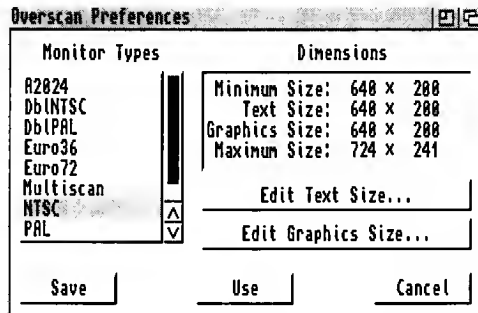 Overscan Preferences
Monitor Types
A2024
DblNTSC
DblPAL
Euro36
Euro72
Multiscan
NTSC
PAL
Dimensions
Minimum Size: 640 x 200
Text Size: 640 x 200
Graphics Size: 640 x 200
Maximum Size: 724 x 241
Edit Text Size...
Edit Graphics Size...
Save
Use
Cancel